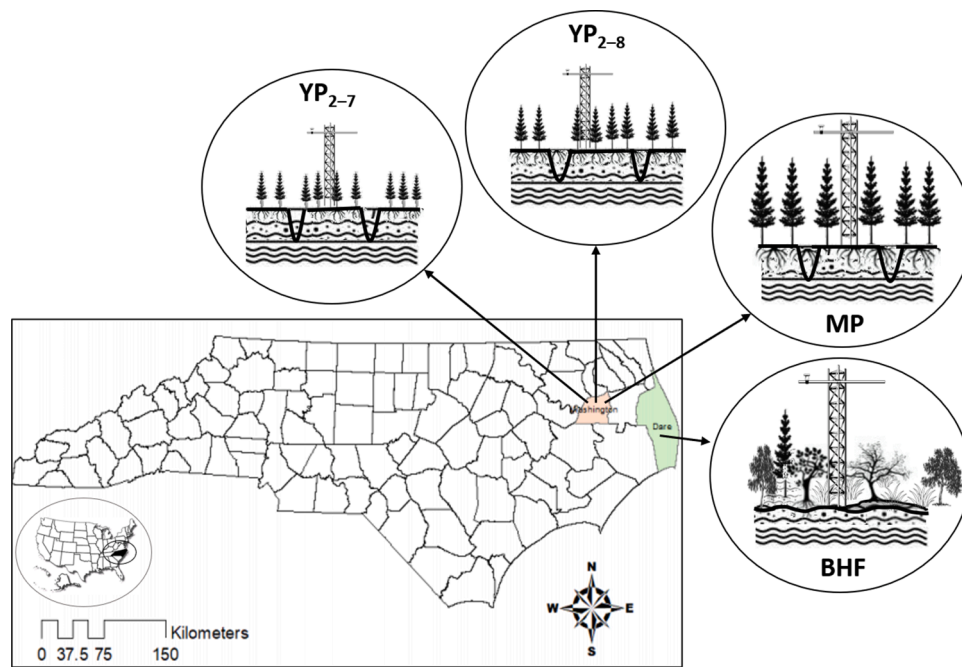 YP2–7
YP2–8
MP
BHF
Washington
Dare
N
W E
S
Kilometers
0 37.5 75 150